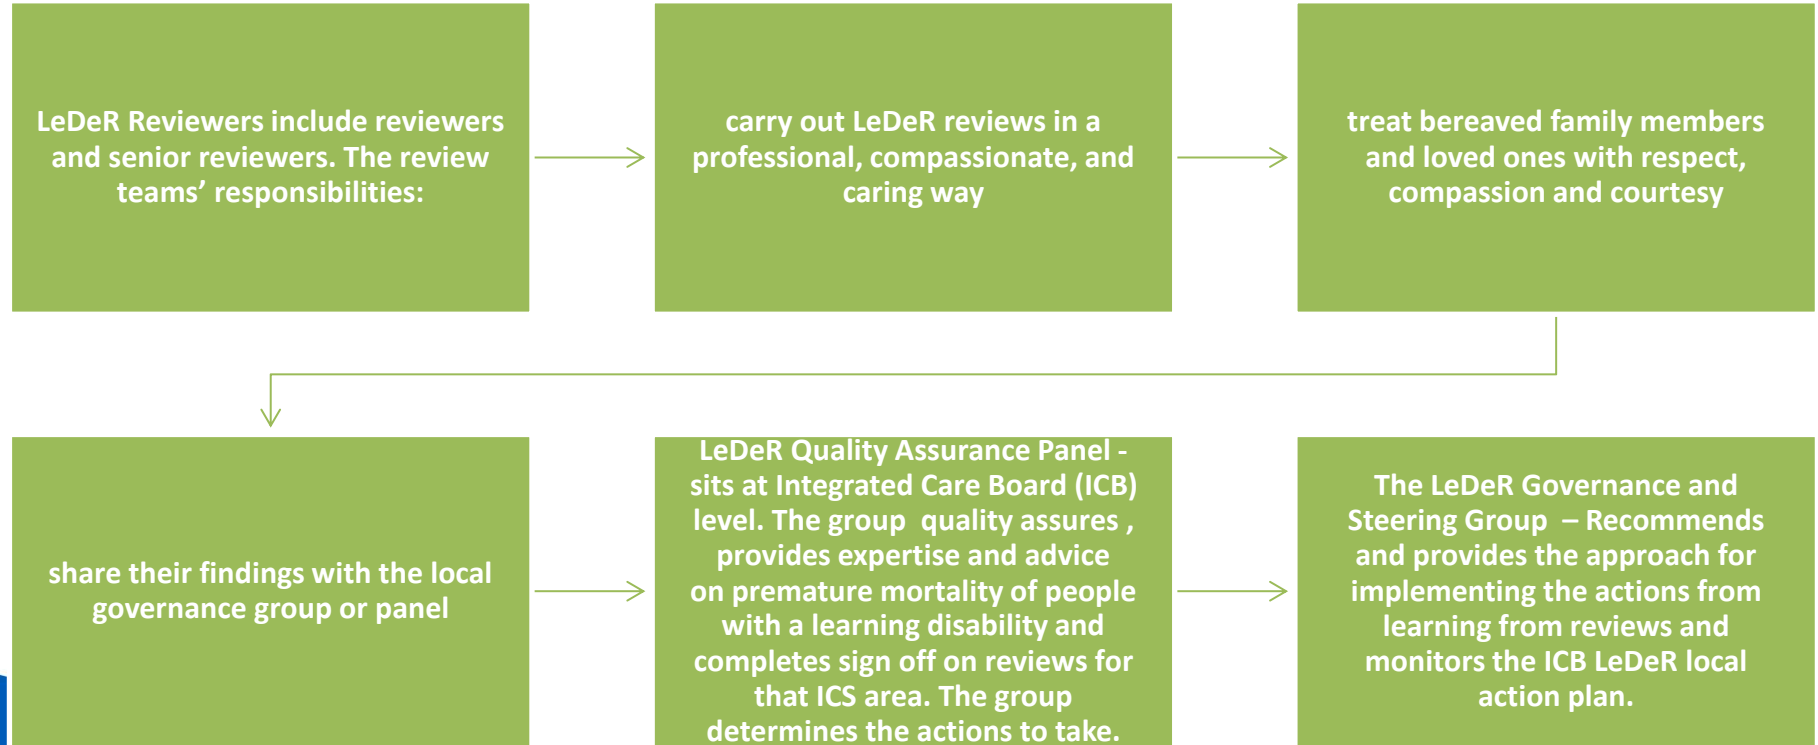 LeDeR Reviewers include reviewers
and senior reviewers. The review
teams’ responsibilities:
carry out LeDeR reviews in a
professional, compassionate, and
caring way
treat bereaved family members
and loved ones with respect,
compassion and courtesy
share their findings with the local
governance group or panel
LeDeR Quality Assurance Panel -
sits at Integrated Care Board (ICB)
level. The group  quality assures ,
provides expertise and advice
on premature mortality of people
with a learning disability and
completes sign off on reviews for
that ICS area. The group
determines the actions to take.
The LeDeR Governance and
Steering Group  – Recommends
and provides the approach for
implementing the actions from
learning from reviews and
monitors the ICB LeDeR local
action plan.